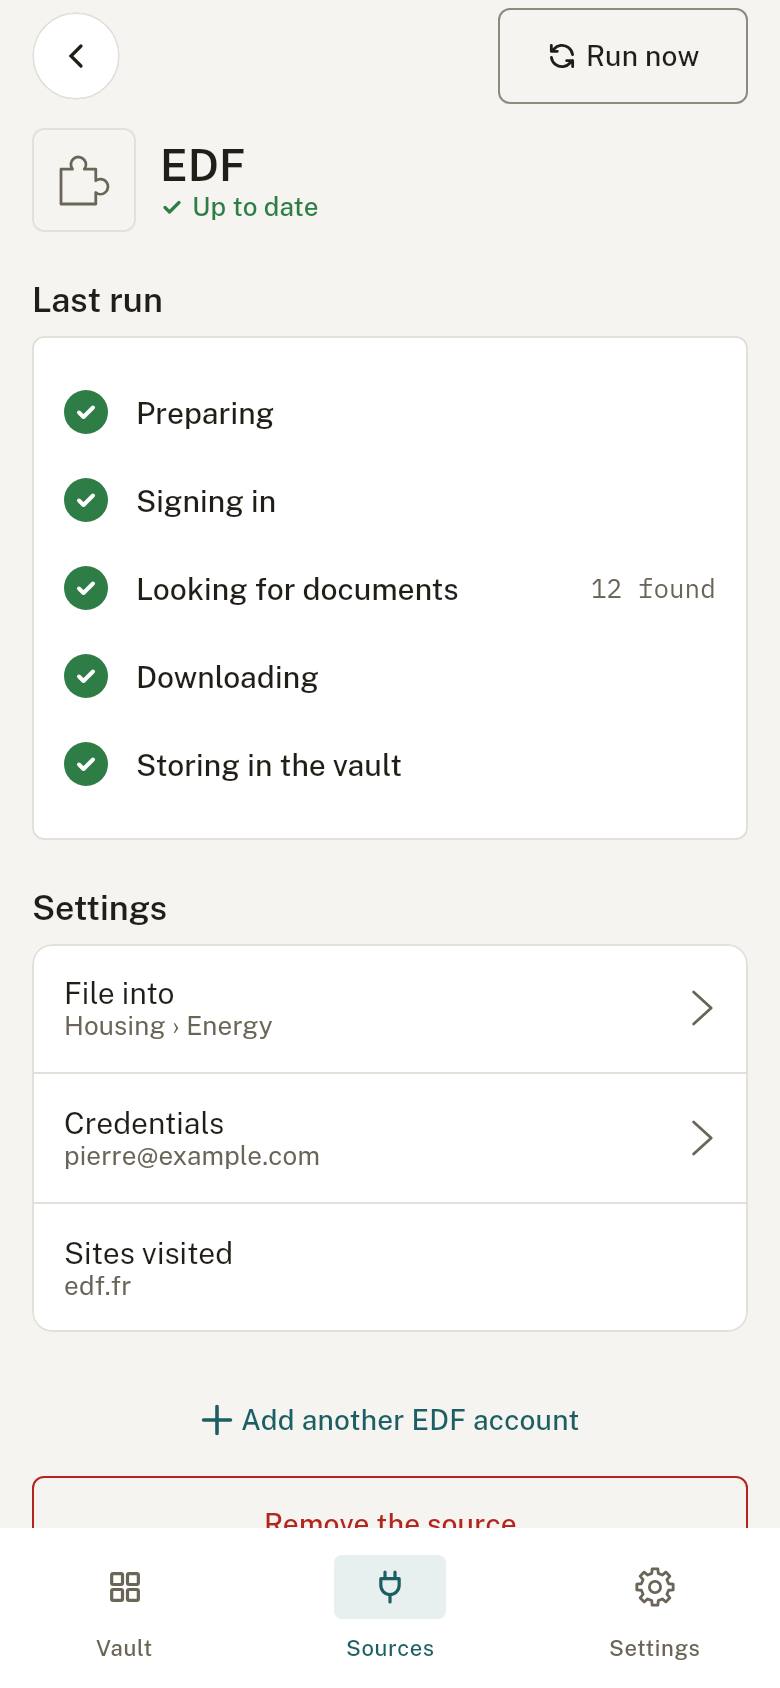 Run now
EDF
Up to date
Last run
Preparing
Signing in
Looking for documents 12 found
Downloading
Storing in the vault
Settings
File into
Housing › Energy
Credentials
pierre@example.com
Sites visited
edf.fr
Add another EDF account
Remove the source
Vault Sources Settings